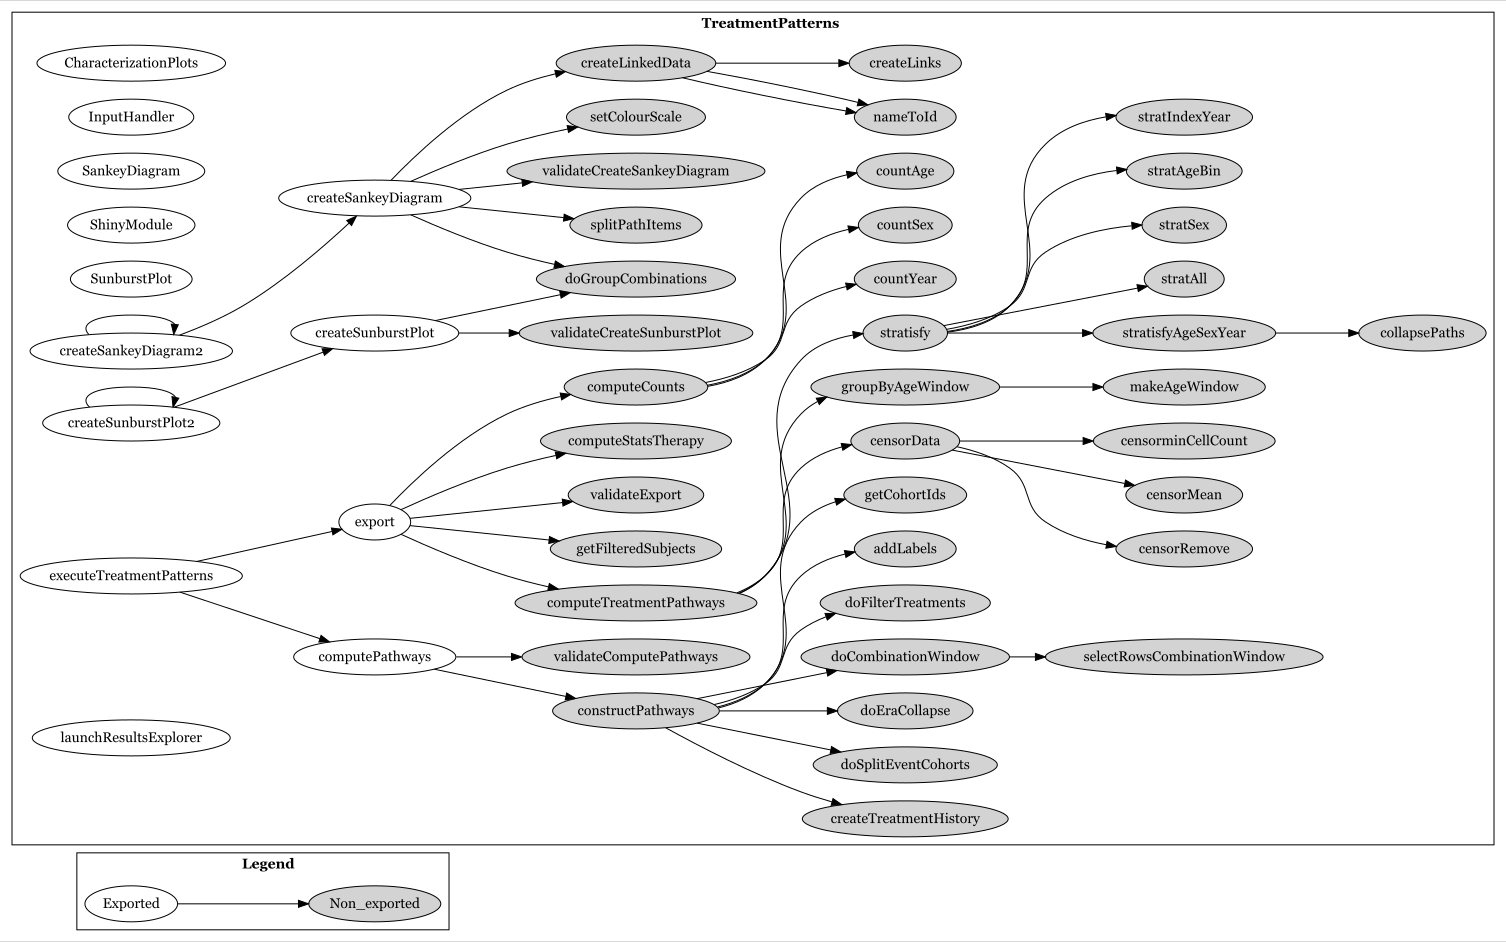 TreatmentPatterns
CharacterizationPlots
InputHandler
SankeyDiagram
ShinyModule
SunburstPlot
createSankeyDiagram2
createSunburstPlot2
executeTreatmentPatterns
launchResultsExplorer
createSankeyDiagram
createSunburstPlot
export
computePathways
createLinkedData
setColourScale
validateCreateSankeyDiagram
splitPathItems
doGroupCombinations
validateCreateSunburstPlot
computeCounts
computeStatsTherapy
validateExport
getFilteredSubjects
computeTreatmentPathways
validateComputePathways
constructPathways
createLinks
nameToId
countAge
countSex
countYear
stratisfy
groupByAgeWindow
censorData
getCohortIds
addLabels
doFilterTreatments
doCombinationWindow
doEraCollapse
doSplitEventCohorts
createTreatmentHistory
stratIndexYear
stratAgeBin
stratSex
stratAll
stratisfyAgeSexYear
makeAgeWindow
censorminCellCount
censorMean
censorRemove
selectRowsCombinationWindow
collapsePaths
Legend
Exported
Non_exported